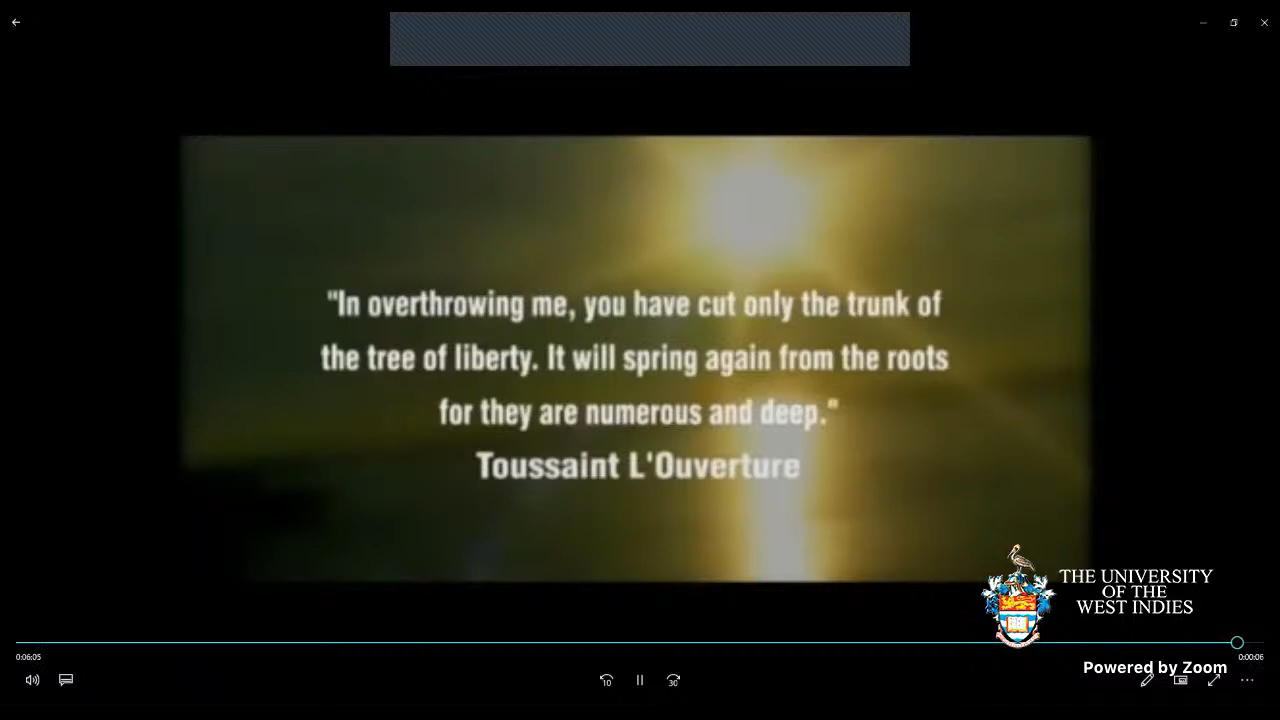 "In overthrowing me, you have cut only the trunk of
the tree of liberty. It will spring again from the roots
for they are numerous and deep."
Toussaint L'Ouverture
THE UNIVERSITY
OF THE
WEST INDIES
0:06:05
0:00:06
Powered by Zoom
10
30